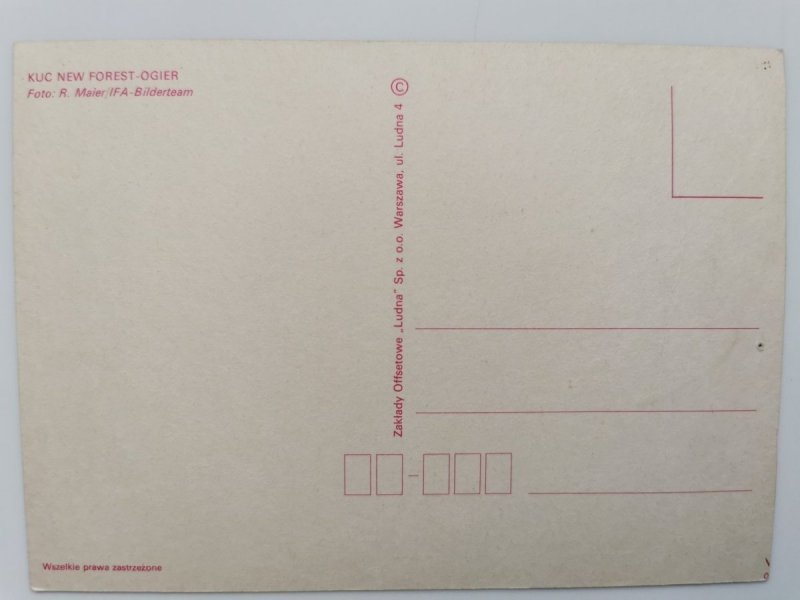 KUC NEW FOREST-OGIER
Foto: R. Maier/IFA-Bilderteam
Zakłady Offsetowe „Ludna” Sp. z o.o. Warszawa, ul. Ludna 4 ©
–
Wszelkie prawa zastrzeżone